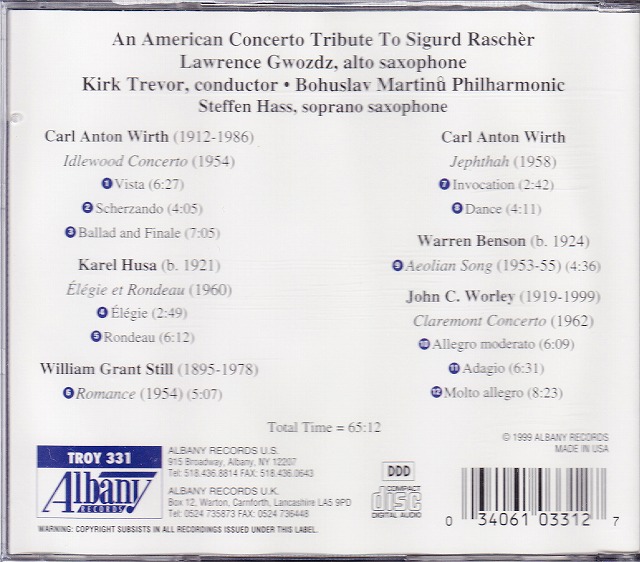 An American Concerto Tribute To Sigurd Raschèr
Lawrence Gwozdz, alto saxophone
Kirk Trevor, conductor • Bohuslav Martinů Philharmonic
Steffen Hass, soprano saxophone
Carl Anton Wirth (1912-1986)
Idlewood Concerto (1954)
1 Vista (6:27)
2 Scherzando (4:05)
3 Ballad and Finale (7:05)
Karel Husa (b. 1921)
Élégie et Rondeau (1960)
4 Élégie (2:49)
5 Rondeau (6:12)
William Grant Still (1895-1978)
6 Romance (1954) (5:07)
Carl Anton Wirth
Jephthah (1958)
7 Invocation (2:42)
8 Dance (4:11)
Warren Benson (b. 1924)
9 Aeolian Song (1953-55) (4:36)
John C. Worley (1919-1999)
Claremont Concerto (1962)
10 Allegro moderato (6:09)
11 Adagio (6:31)
12 Molto allegro (8:23)
Total Time = 65:12
© 1999 ALBANY RECORDS
MADE IN USA
TROY 331
Albany
RECORDS
ALBANY RECORDS U.S.
915 Broadway, Albany, NY 12207
Tel: 518.436.8814 FAX: 518.436.0643
ALBANY RECORDS U.K.
Box 12, Warton, Carnforth, Lancashire LA5 9PD
Tel: 0524 735873 FAX: 0524 736448
DDD
COMPACT
disc
DIGITAL AUDIO
0 34061 03312 7
WARNING: COPYRIGHT SUBSISTS IN ALL RECORDINGS ISSUED UNDER THIS LABEL.